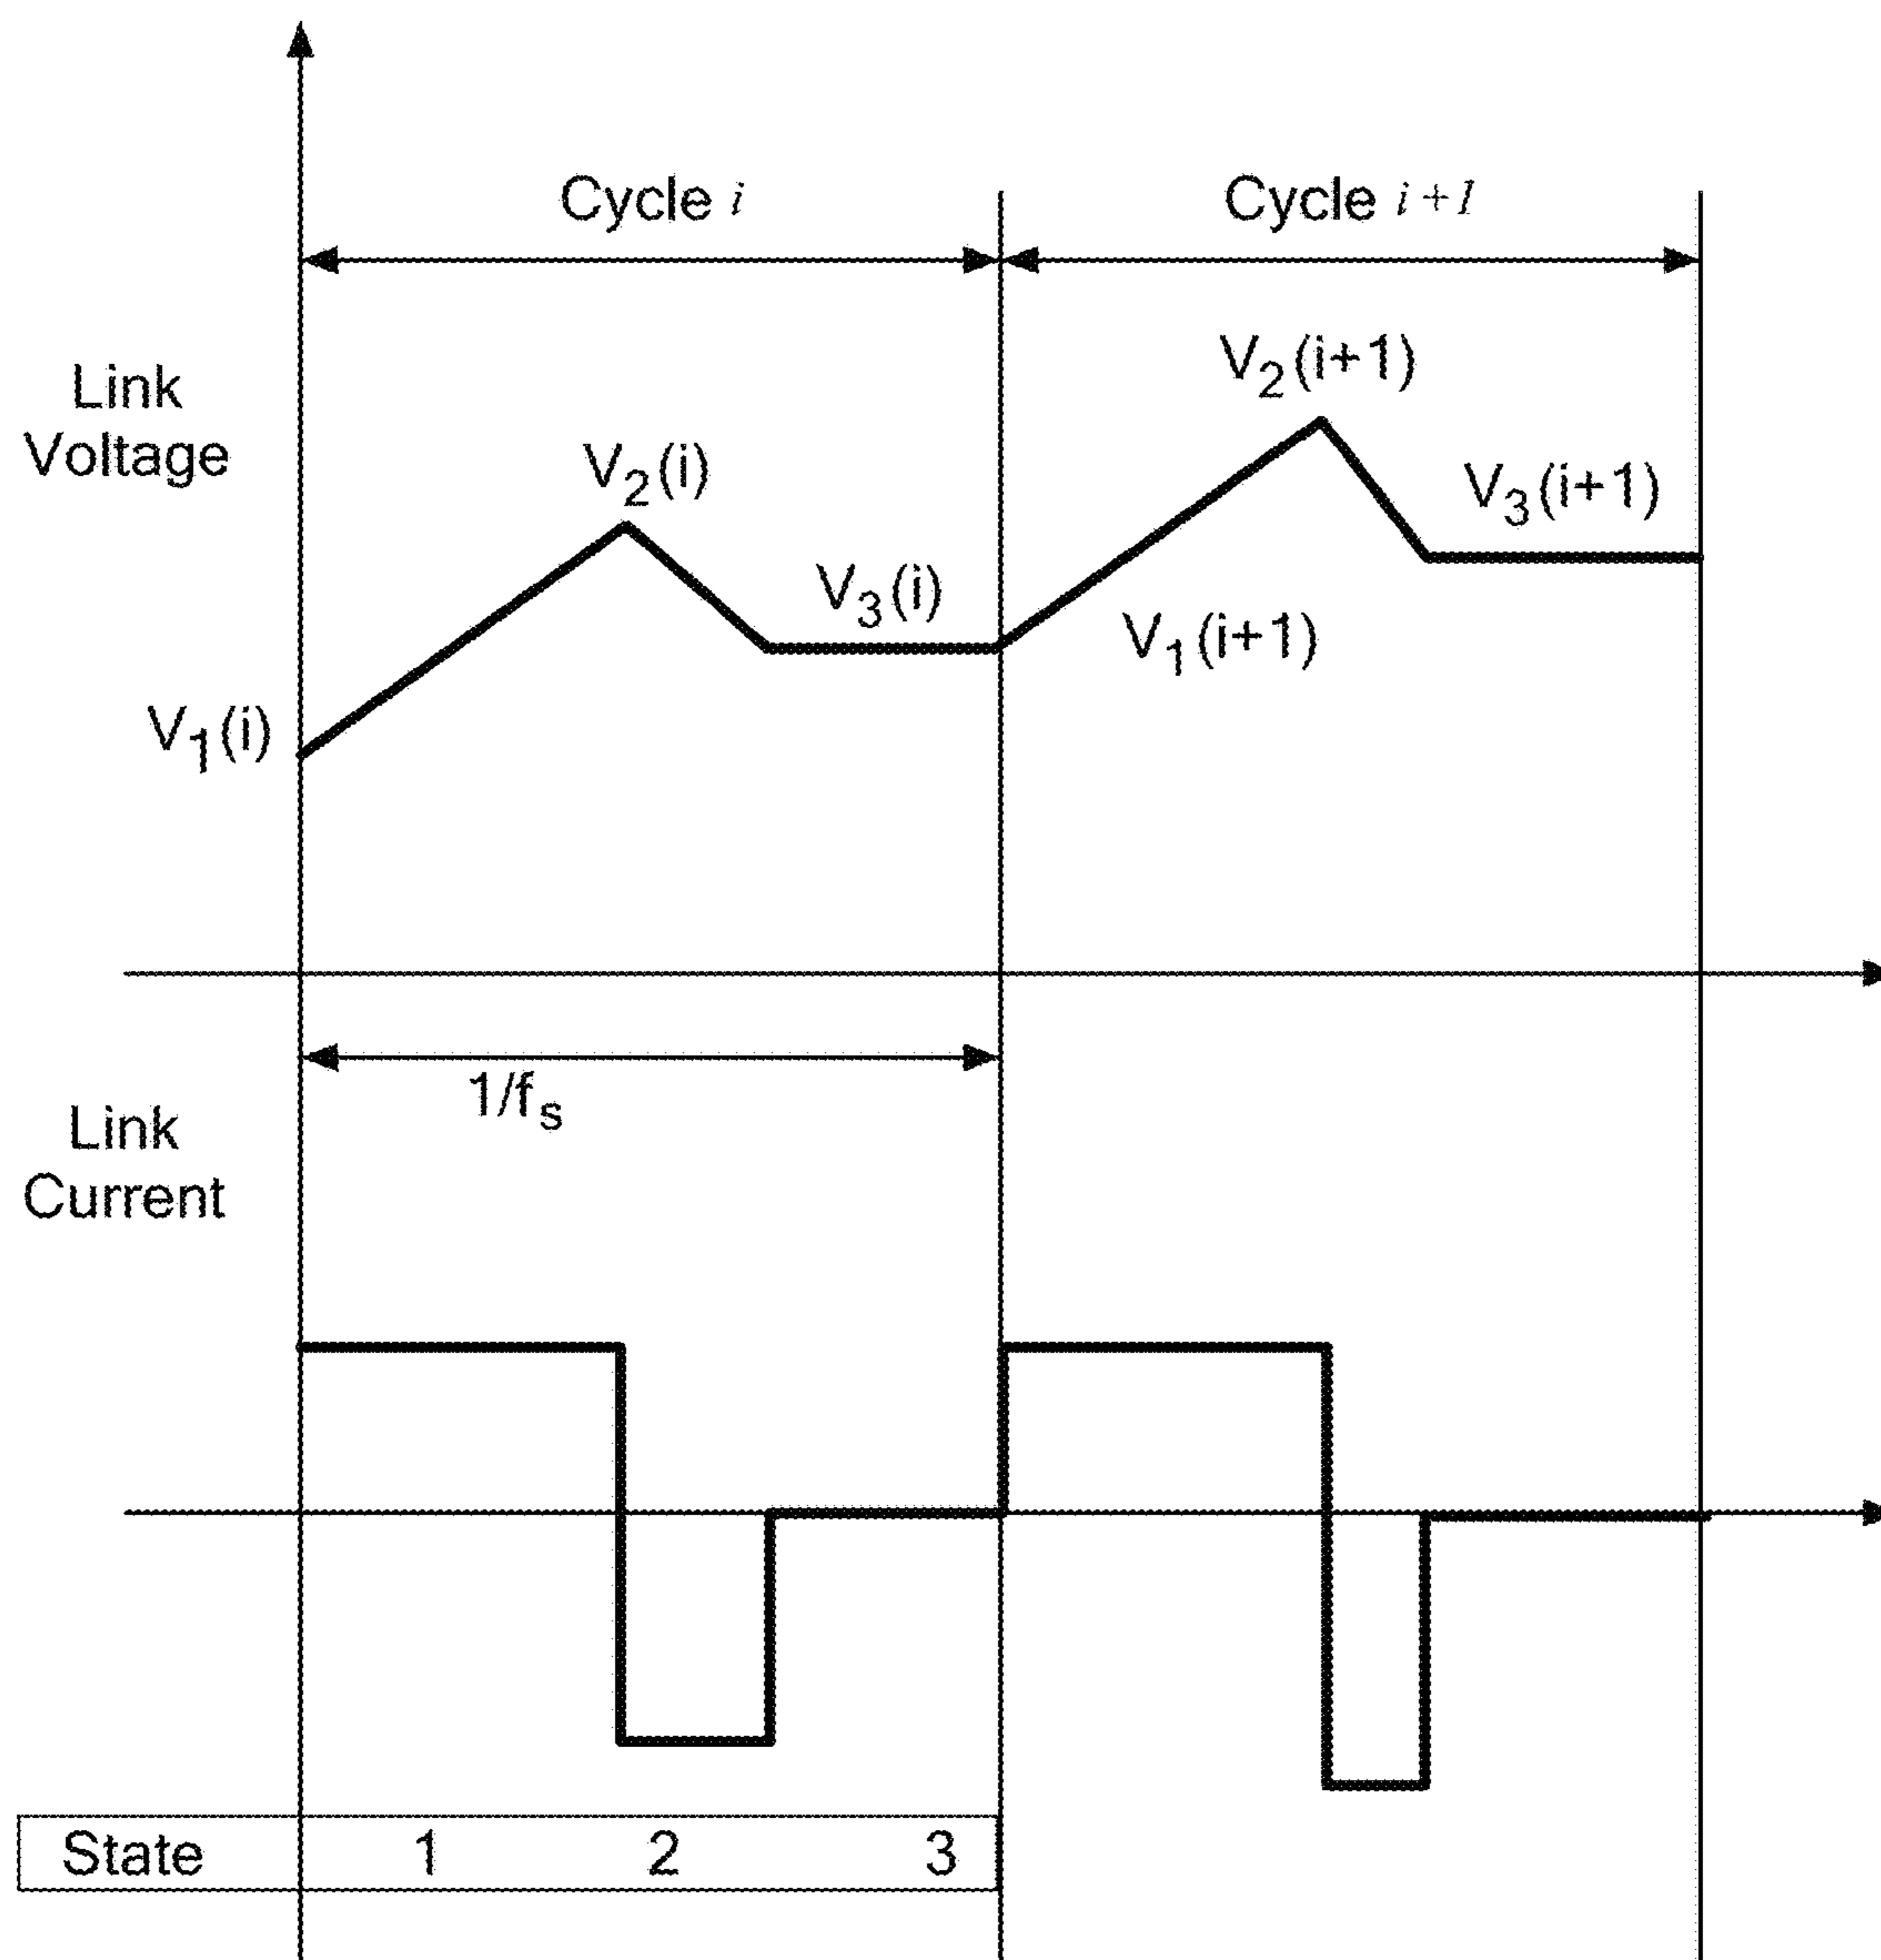 Cycle i
Cycle i+1
V₂(i+1)
Link
Voltage
V₂(i)
V₃(i+1)
V₃(i)
V₁(i+1)
V₁(i)
1/fₛ
Link
Current
State 1 2 3